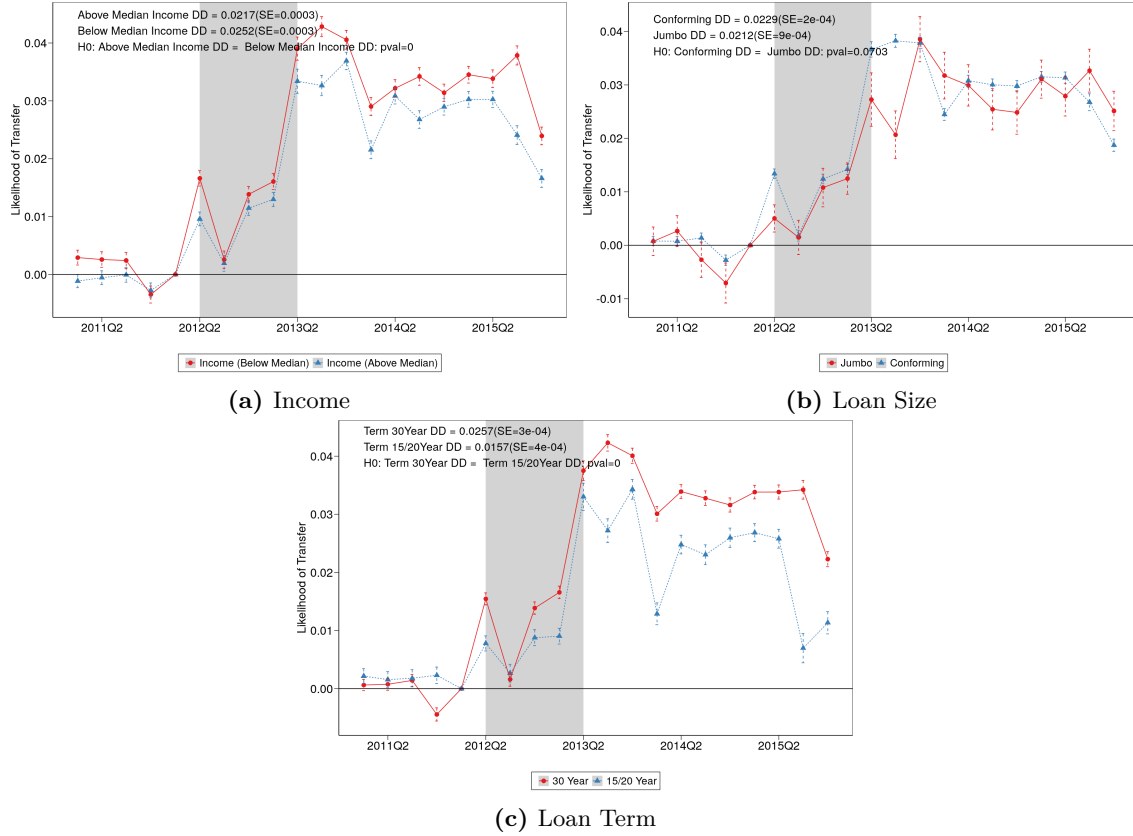 Above Median Income DD = 0.0217(SE=0.0003)
Below Median Income DD = 0.0252(SE=0.0003)
H0: Above Median Income DD = Below Median Income DD: pval=0
Likelihood of Transfer
0.04
0.03
0.02
0.01
0.00
2011Q2
2012Q2
2013Q2
2014Q2
2015Q2
Income (Below Median) Income (Above Median)
(a) Income
Conforming DD = 0.0229(SE=2e-04)
Jumbo DD = 0.0212(SE=9e-04)
H0: Conforming DD = Jumbo DD: pval=0.0703
Likelihood of Transfer
0.04
0.03
0.02
0.01
0.00
-0.01
2011Q2
2012Q2
2013Q2
2014Q2
2015Q2
Jumbo Conforming
(b) Loan Size
Term 30Year DD = 0.0257(SE=3e-04)
Term 15/20Year DD = 0.0157(SE=4e-04)
H0: Term 30Year DD = Term 15/20Year DD: pval=0
Likelihood of Transfer
0.04
0.03
0.02
0.01
0.00
2011Q2
2012Q2
2013Q2
2014Q2
2015Q2
30 Year 15/20 Year
(c) Loan Term